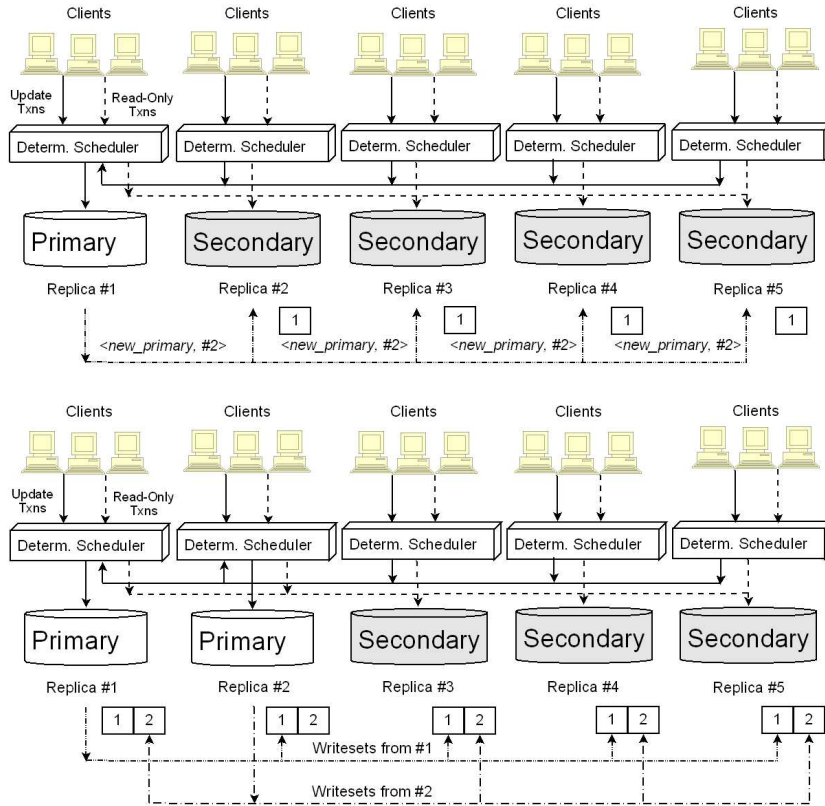 Clients Clients Clients Clients Clients
Update Read-Only
Txns Txns
Determ. Scheduler Determ. Scheduler Determ. Scheduler Determ. Scheduler Determ. Scheduler
Primary Secondary Secondary Secondary Secondary
Replica #1 Replica #2 Replica #3 Replica #4 Replica #5
1 1 1 1
<new_primary, #2> <new_primary, #2> <new_primary, #2> <new_primary, #2>
Clients Clients Clients Clients Clients
Update Read-Only
Txns Txns
Determ. Scheduler Determ. Scheduler Determ. Scheduler Determ. Scheduler Determ. Scheduler
Primary Primary Secondary Secondary Secondary
Replica #1 Replica #2 Replica #3 Replica #4 Replica #5
1 2 1 2 1 2 1 2 1 2
Writesets from #1
Writesets from #2